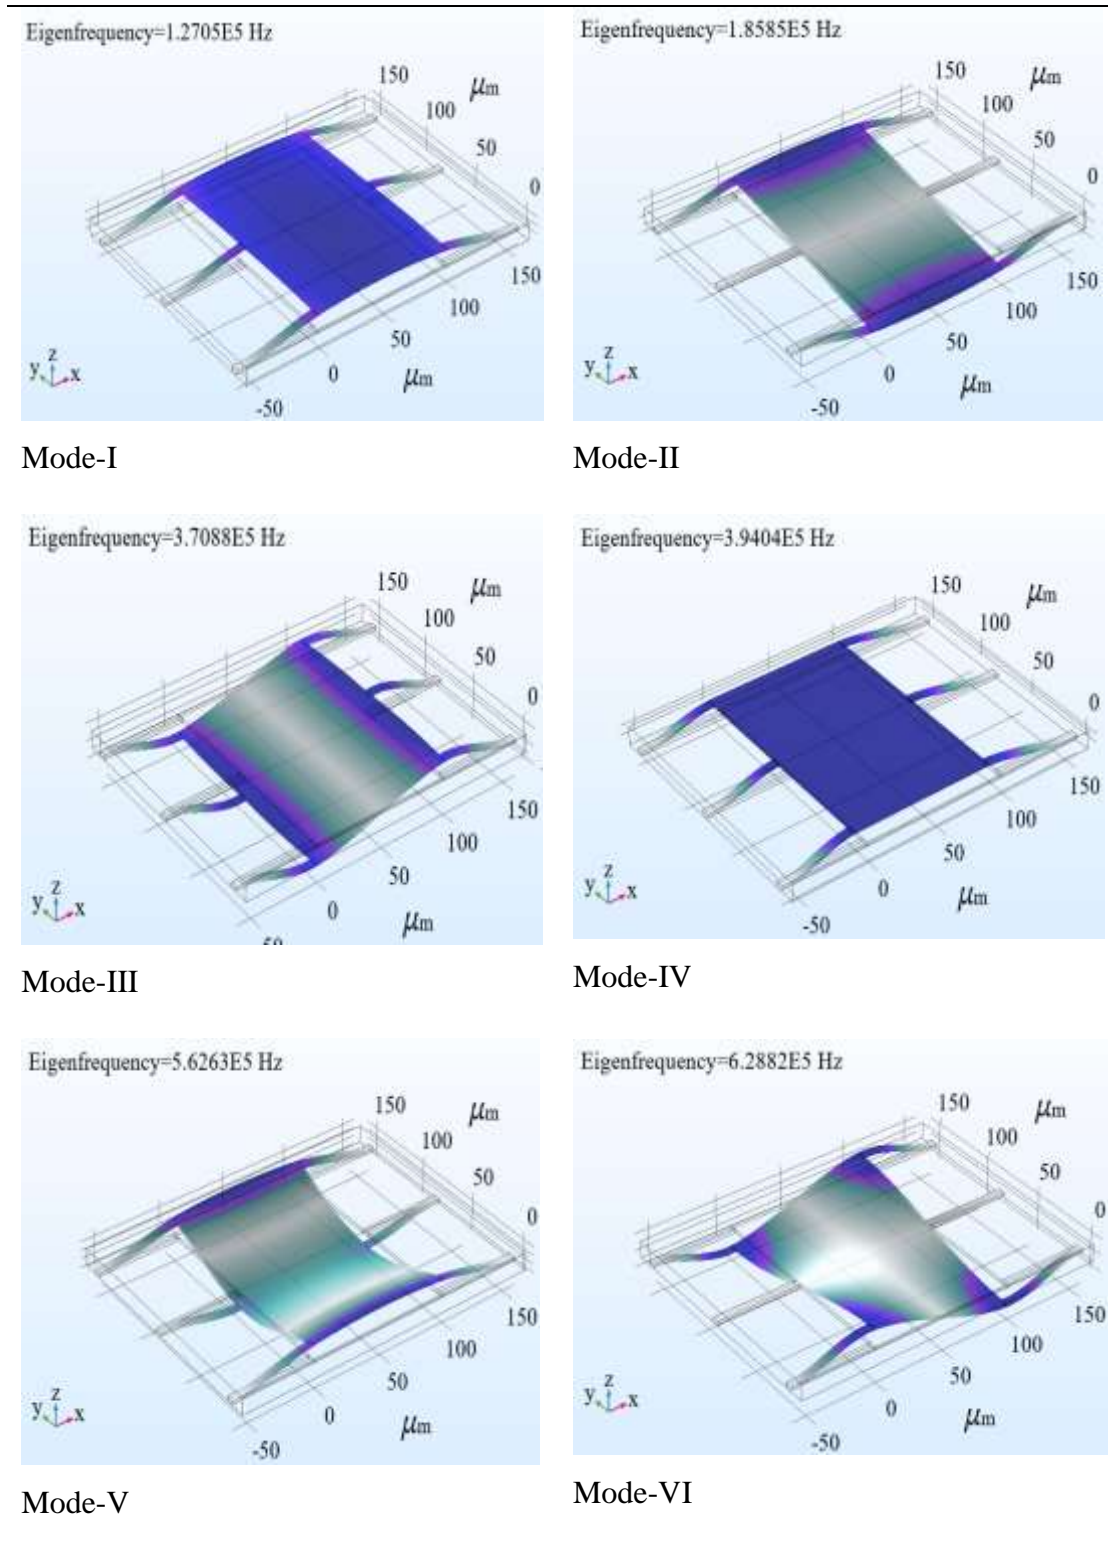 Eigenfrequency=1.2705E5 Hz
150
μm
100
50
0
150
100
50
0
μm
-50
y z x
Mode-I
Eigenfrequency=1.8585E5 Hz
150
μm
100
50
0
150
100
50
0
μm
-50
y z x
Mode-II
Eigenfrequency=3.7088E5 Hz
150
μm
100
50
0
150
100
50
0
μm
y z x
Mode-III
Eigenfrequency=3.9404E5 Hz
150
μm
100
50
0
150
100
50
0
μm
-50
y z x
Mode-IV
Eigenfrequency=5.6263E5 Hz
150
μm
100
50
0
150
100
50
0
μm
-50
y z x
Mode-V
Eigenfrequency=6.2882E5 Hz
150
μm
100
50
0
150
100
50
0
μm
-50
y z x
Mode-VI